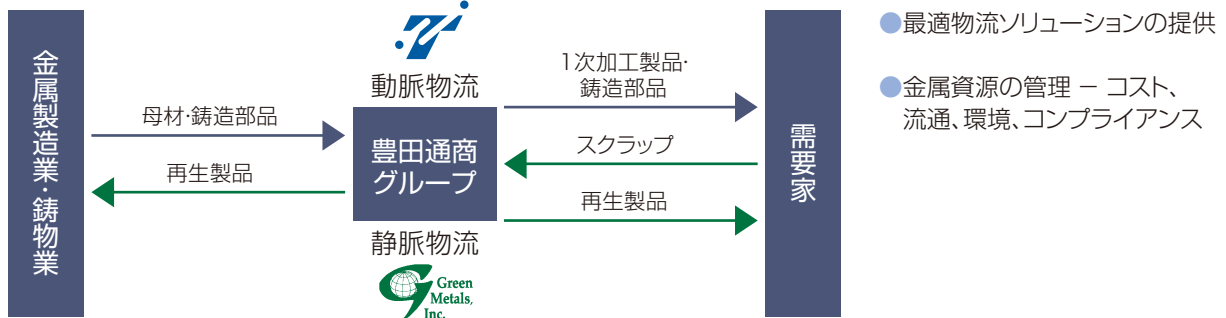 金属製造業・鋳物業
母材・鋳造部品
再生製品
動脈物流
豊田通商
グループ
静脈物流
Green
Metals,
Inc.
1次加工製品・
鋳造部品
スクラップ
再生製品
需要家
●最適物流ソリューションの提供
●金属資源の管理 － コスト、
流通、環境、コンプライアンス